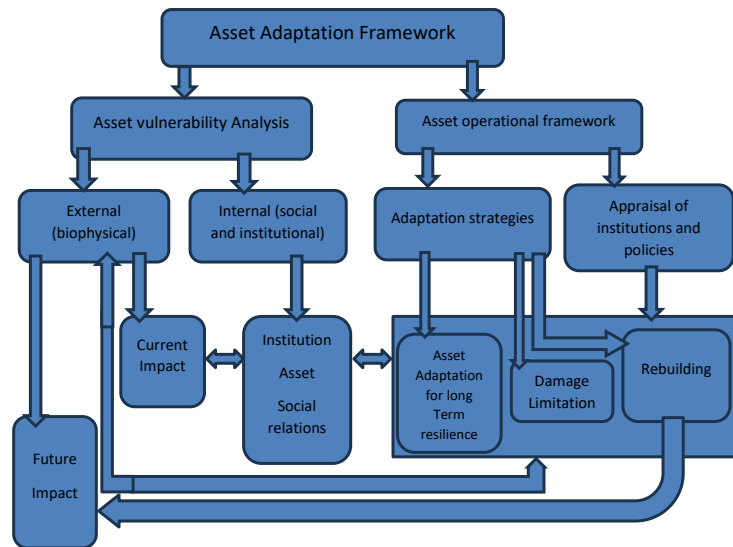 Asset Adaptation Framework
Asset vulnerability Analysis
Asset operational framework
External
(biophysical)
Internal (social
and institutional)
Adaptation strategies
Appraisal of
institutions and
policies
Current
Impact
Institution
Asset
Social
relations
Asset
Adaptation
for long
Term
resilience
Damage
Limitation
Rebuilding
Future
Impact